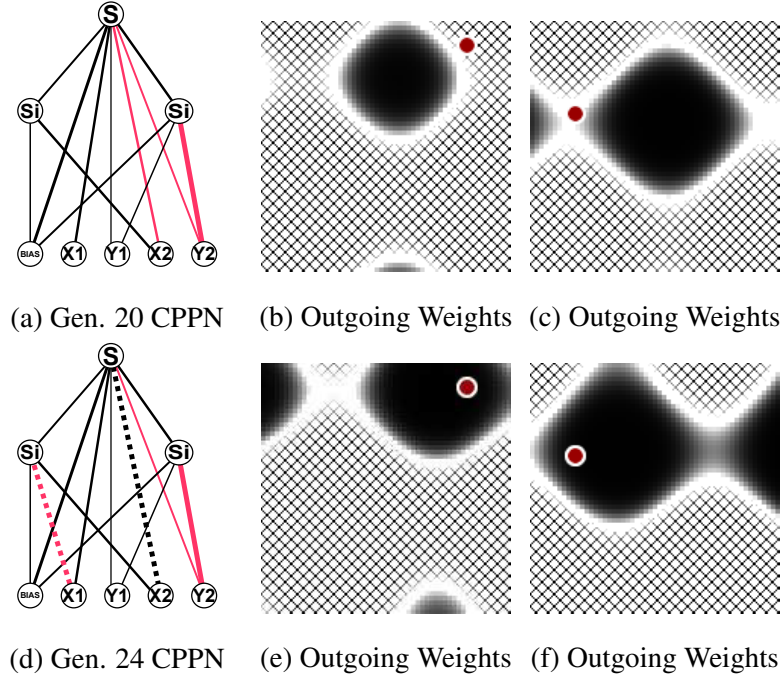 S
Si Si
BIAS X1 Y1 X2 Y2
(a) Gen. 20 CPPN (b) Outgoing Weights (c) Outgoing Weights
S
Si Si
BIAS X1 Y1 X2 Y2
(d) Gen. 24 CPPN (e) Outgoing Weights (f) Outgoing Weights